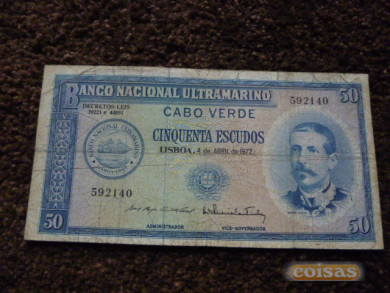 BANCO NACIONAL ULTRAMARINO
50
DECRETOS-LEIS
CABO VERDE
592140
CINQUENTA ESCUDOS
LISBOA, 4 de ABRIL de 1972
592140
50
ADMINISTRADOR
VICE-GOVERNADOR
50
coisas